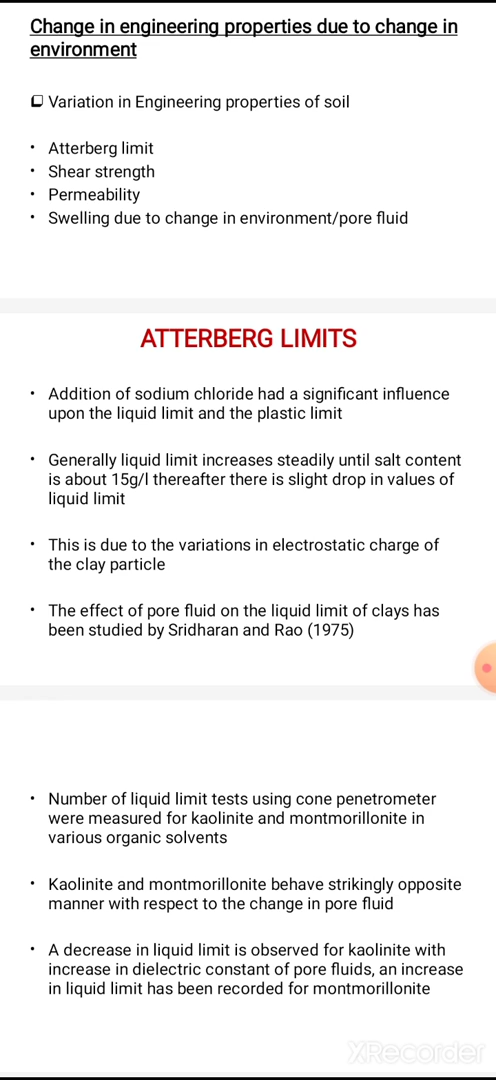 Change in engineering properties due to change in
environment
❑ Variation in Engineering properties of soil
• Atterberg limit
• Shear strength
• Permeability
• Swelling due to change in environment/pore fluid
ATTERBERG LIMITS
• Addition of sodium chloride had a significant influence
upon the liquid limit and the plastic limit
• Generally liquid limit increases steadily until salt content
is about 15g/l thereafter there is slight drop in values of
liquid limit
• This is due to the variations in electrostatic charge of
the clay particle
• The effect of pore fluid on the liquid limit of clays has
been studied by Sridharan and Rao (1975)
• Number of liquid limit tests using cone penetrometer
were measured for kaolinite and montmorillonite in
various organic solvents
• Kaolinite and montmorillonite behave strikingly opposite
manner with respect to the change in pore fluid
• A decrease in liquid limit is observed for kaolinite with
increase in dielectric constant of pore fluids, an increase
in liquid limit has been recorded for montmorillonite
XRecorder